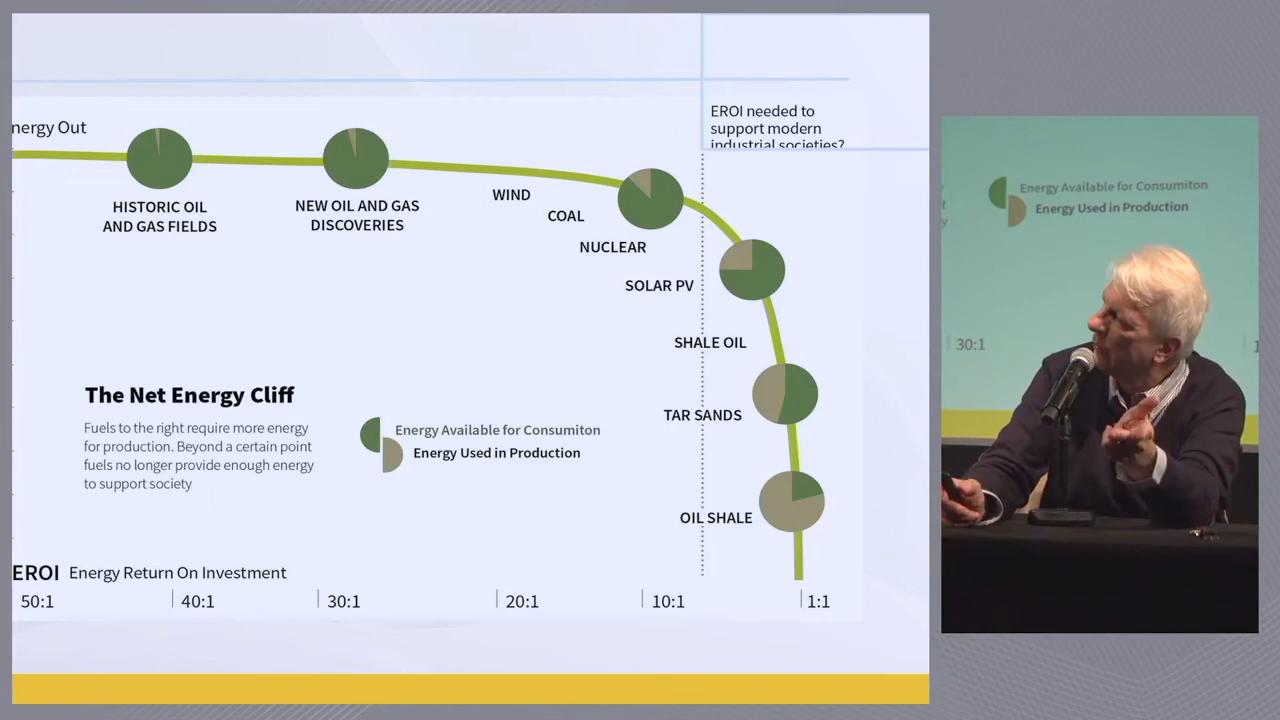 nergy Out
EROI needed to
support modern
industrial societies?
HISTORIC OIL
AND GAS FIELDS
NEW OIL AND GAS
DISCOVERIES
WIND
COAL
NUCLEAR
SOLAR PV
SHALE OIL
TAR SANDS
OIL SHALE
The Net Energy Cliff
Fuels to the right require more energy
for production. Beyond a certain point
fuels no longer provide enough energy
to support society
Energy Available for Consumiton
Energy Used in Production
EROI Energy Return On Investment
50:1 40:1 30:1 20:1 10:1 1:1
Energy Available for Consumiton
Energy Used in Production
30:1